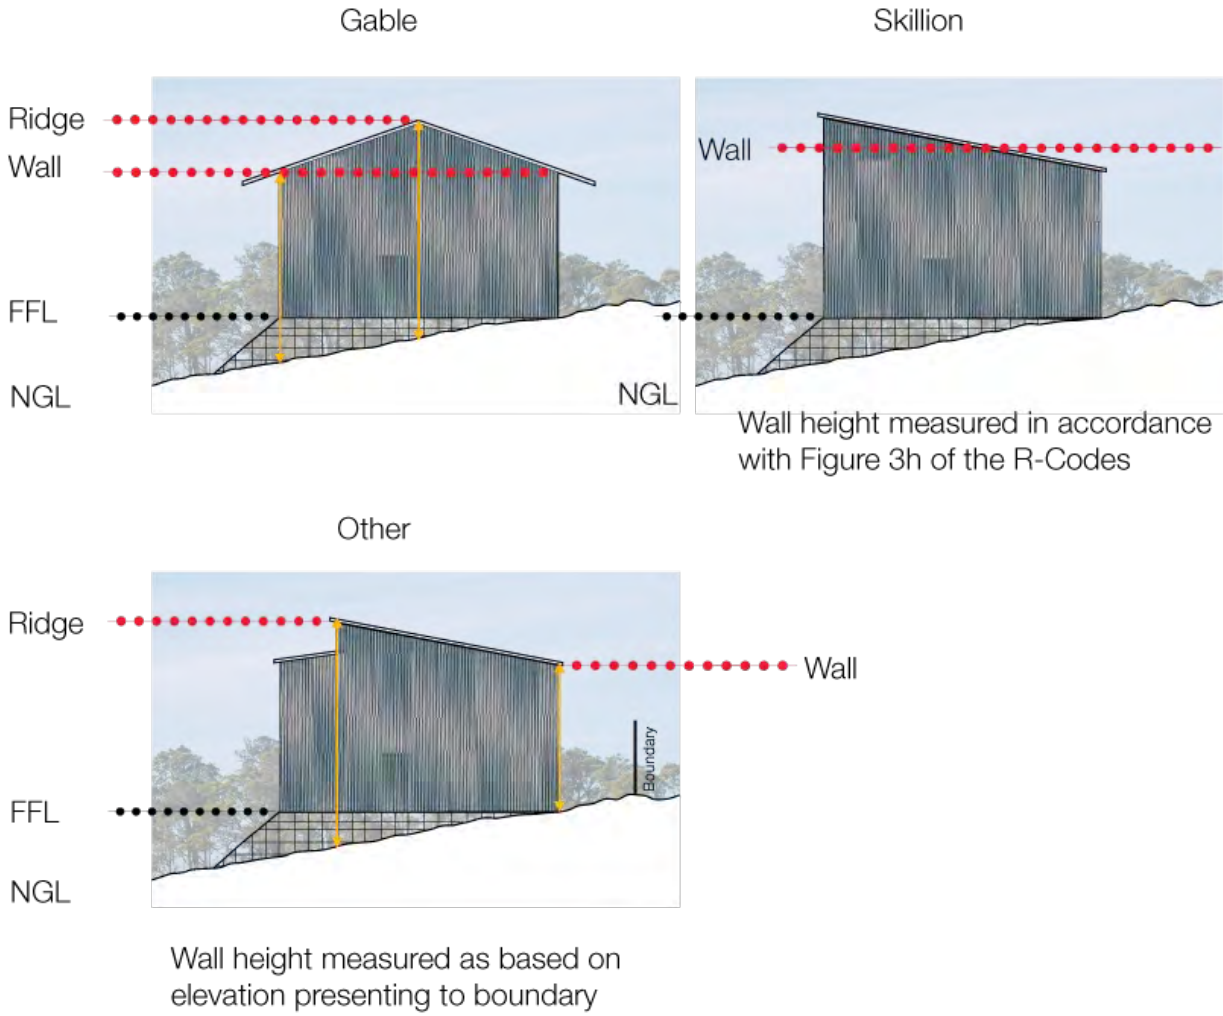 Gable
Skillion
Ridge
Wall
Wall
FFL
NGL
NGL
Wall height measured in accordance
with Figure 3h of the R-Codes
Other
Ridge
Wall
Boundary
FFL
NGL
Wall height measured as based on
elevation presenting to boundary